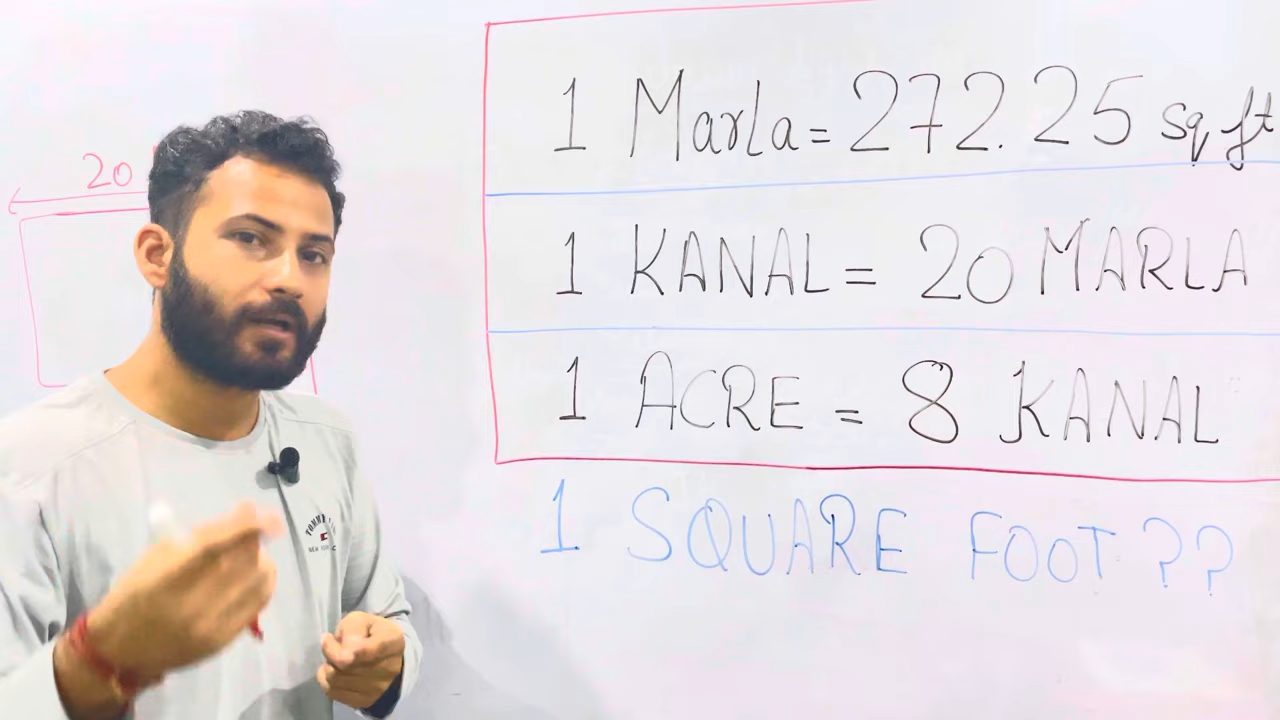 20
1 Marla = 272.25 sq ft
1 KANAL = 20 MARLA
1 ACRE = 8 KANAL
1 SQUARE FOOT ??